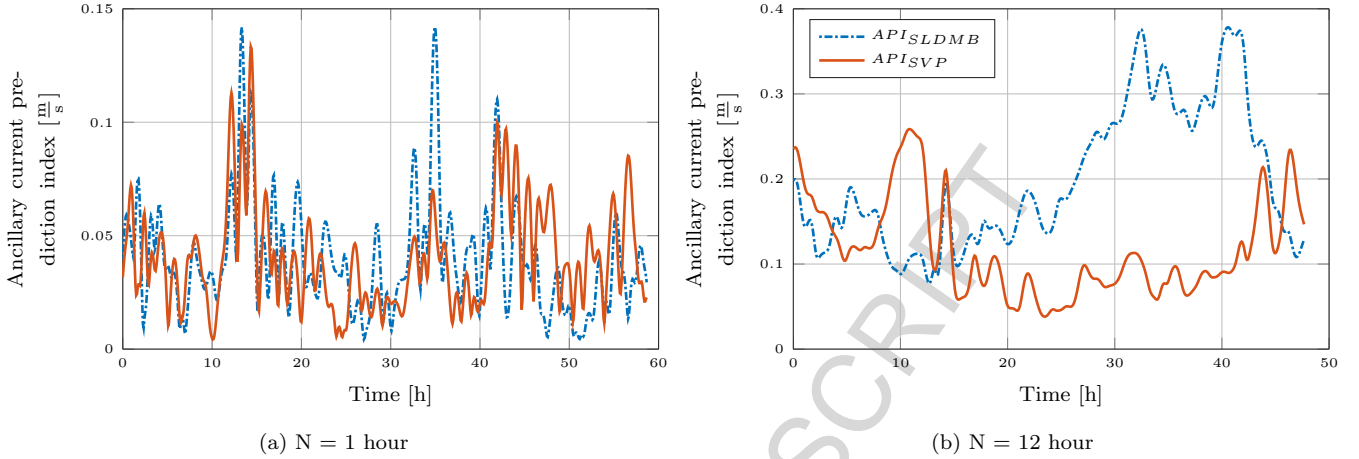 0.15
0.1
0.05
0
0 10 20 30 40 50 60
Ancillary current pre-
diction index [m/s]
Time [h]
(a) N = 1 hour
0.4
0.3
0.2
0.1
0
0 10 20 30 40 50
Ancillary current pre-
diction index [m/s]
API_SLDMB
API_SVP
Time [h]
(b) N = 12 hour
SCRIPT